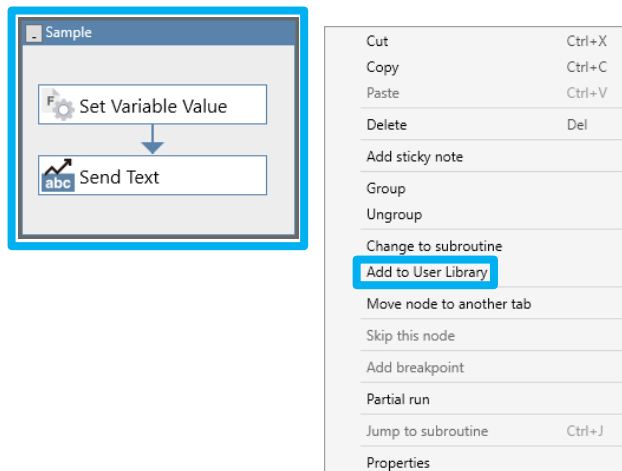 Sample
F
Set Variable Value
abc
Send Text
Cut Ctrl+X
Copy Ctrl+C
Paste Ctrl+V
Delete Del
Add sticky note
Group
Ungroup
Change to subroutine
Add to User Library
Move node to another tab
Skip this node
Add breakpoint
Partial run
Jump to subroutine Ctrl+J
Properties